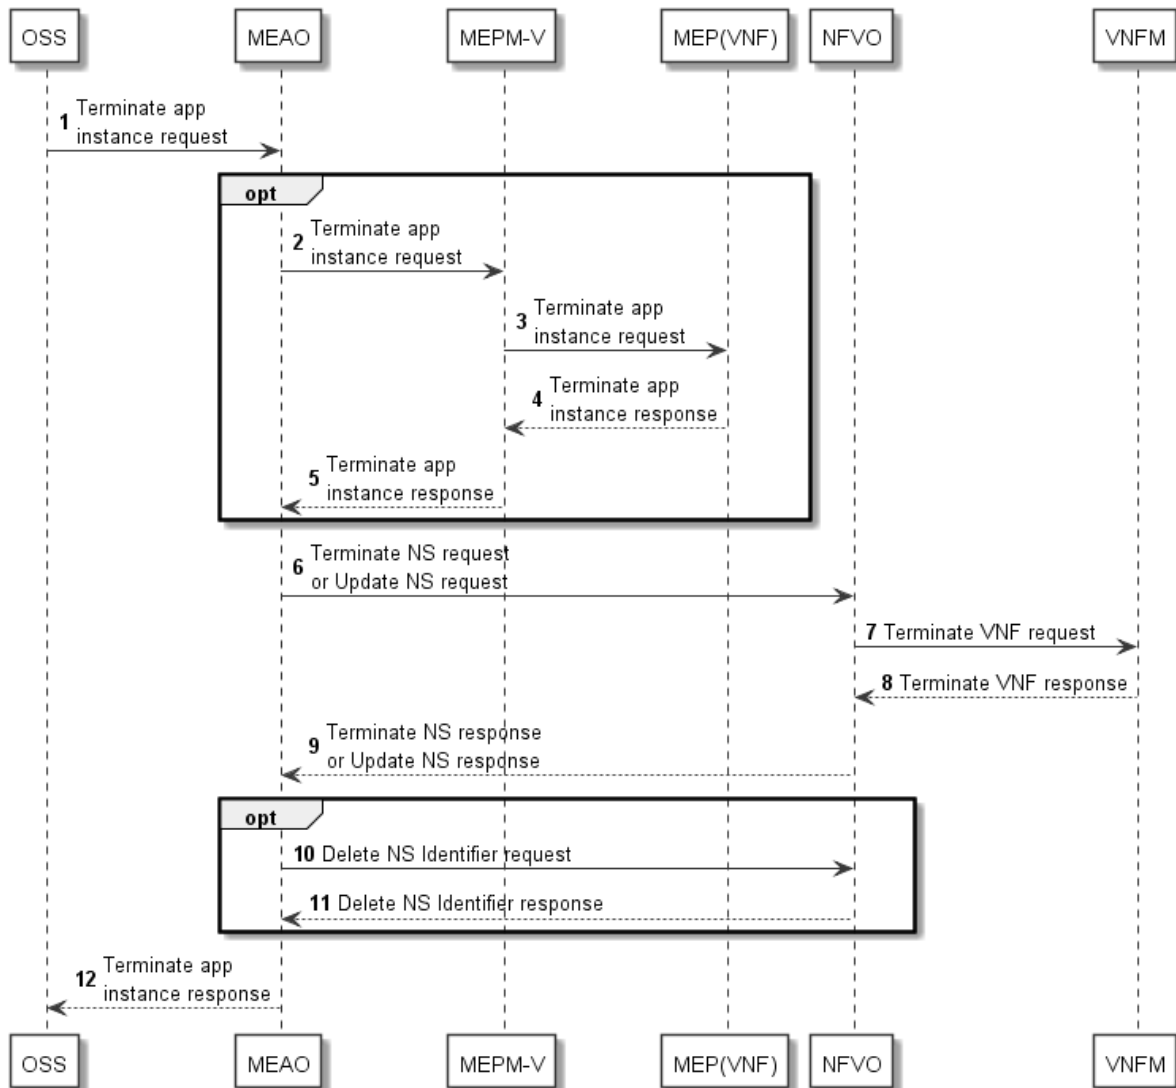 OSS MEAO MEPM-V MEP(VNF) NFVO VNFM
1 Terminate app
instance request
opt
2 Terminate app
instance request
3 Terminate app
instance request
4 Terminate app
instance response
5 Terminate app
instance response
6 Terminate NS request
or Update NS request
7 Terminate VNF request
8 Terminate VNF response
9 Terminate NS response
or Update NS response
opt
10 Delete NS Identifier request
11 Delete NS Identifier response
12 Terminate app
instance response
OSS MEAO MEPM-V MEP(VNF) NFVO VNFM